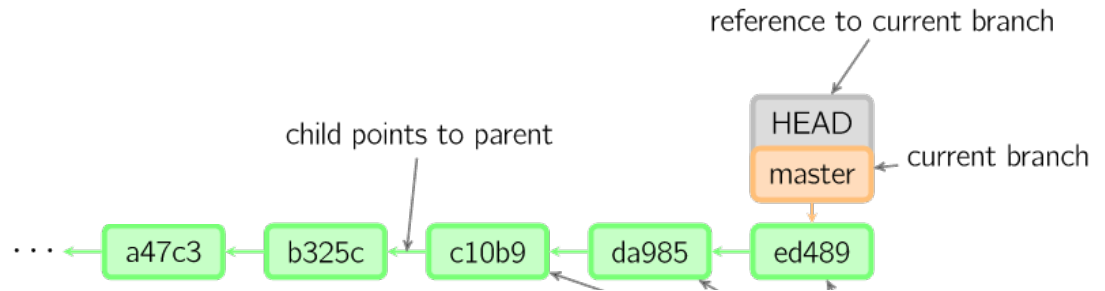 reference to current branch
HEAD
child points to parent
current branch
master
··· a47c3 b325c c10b9 da985 ed489